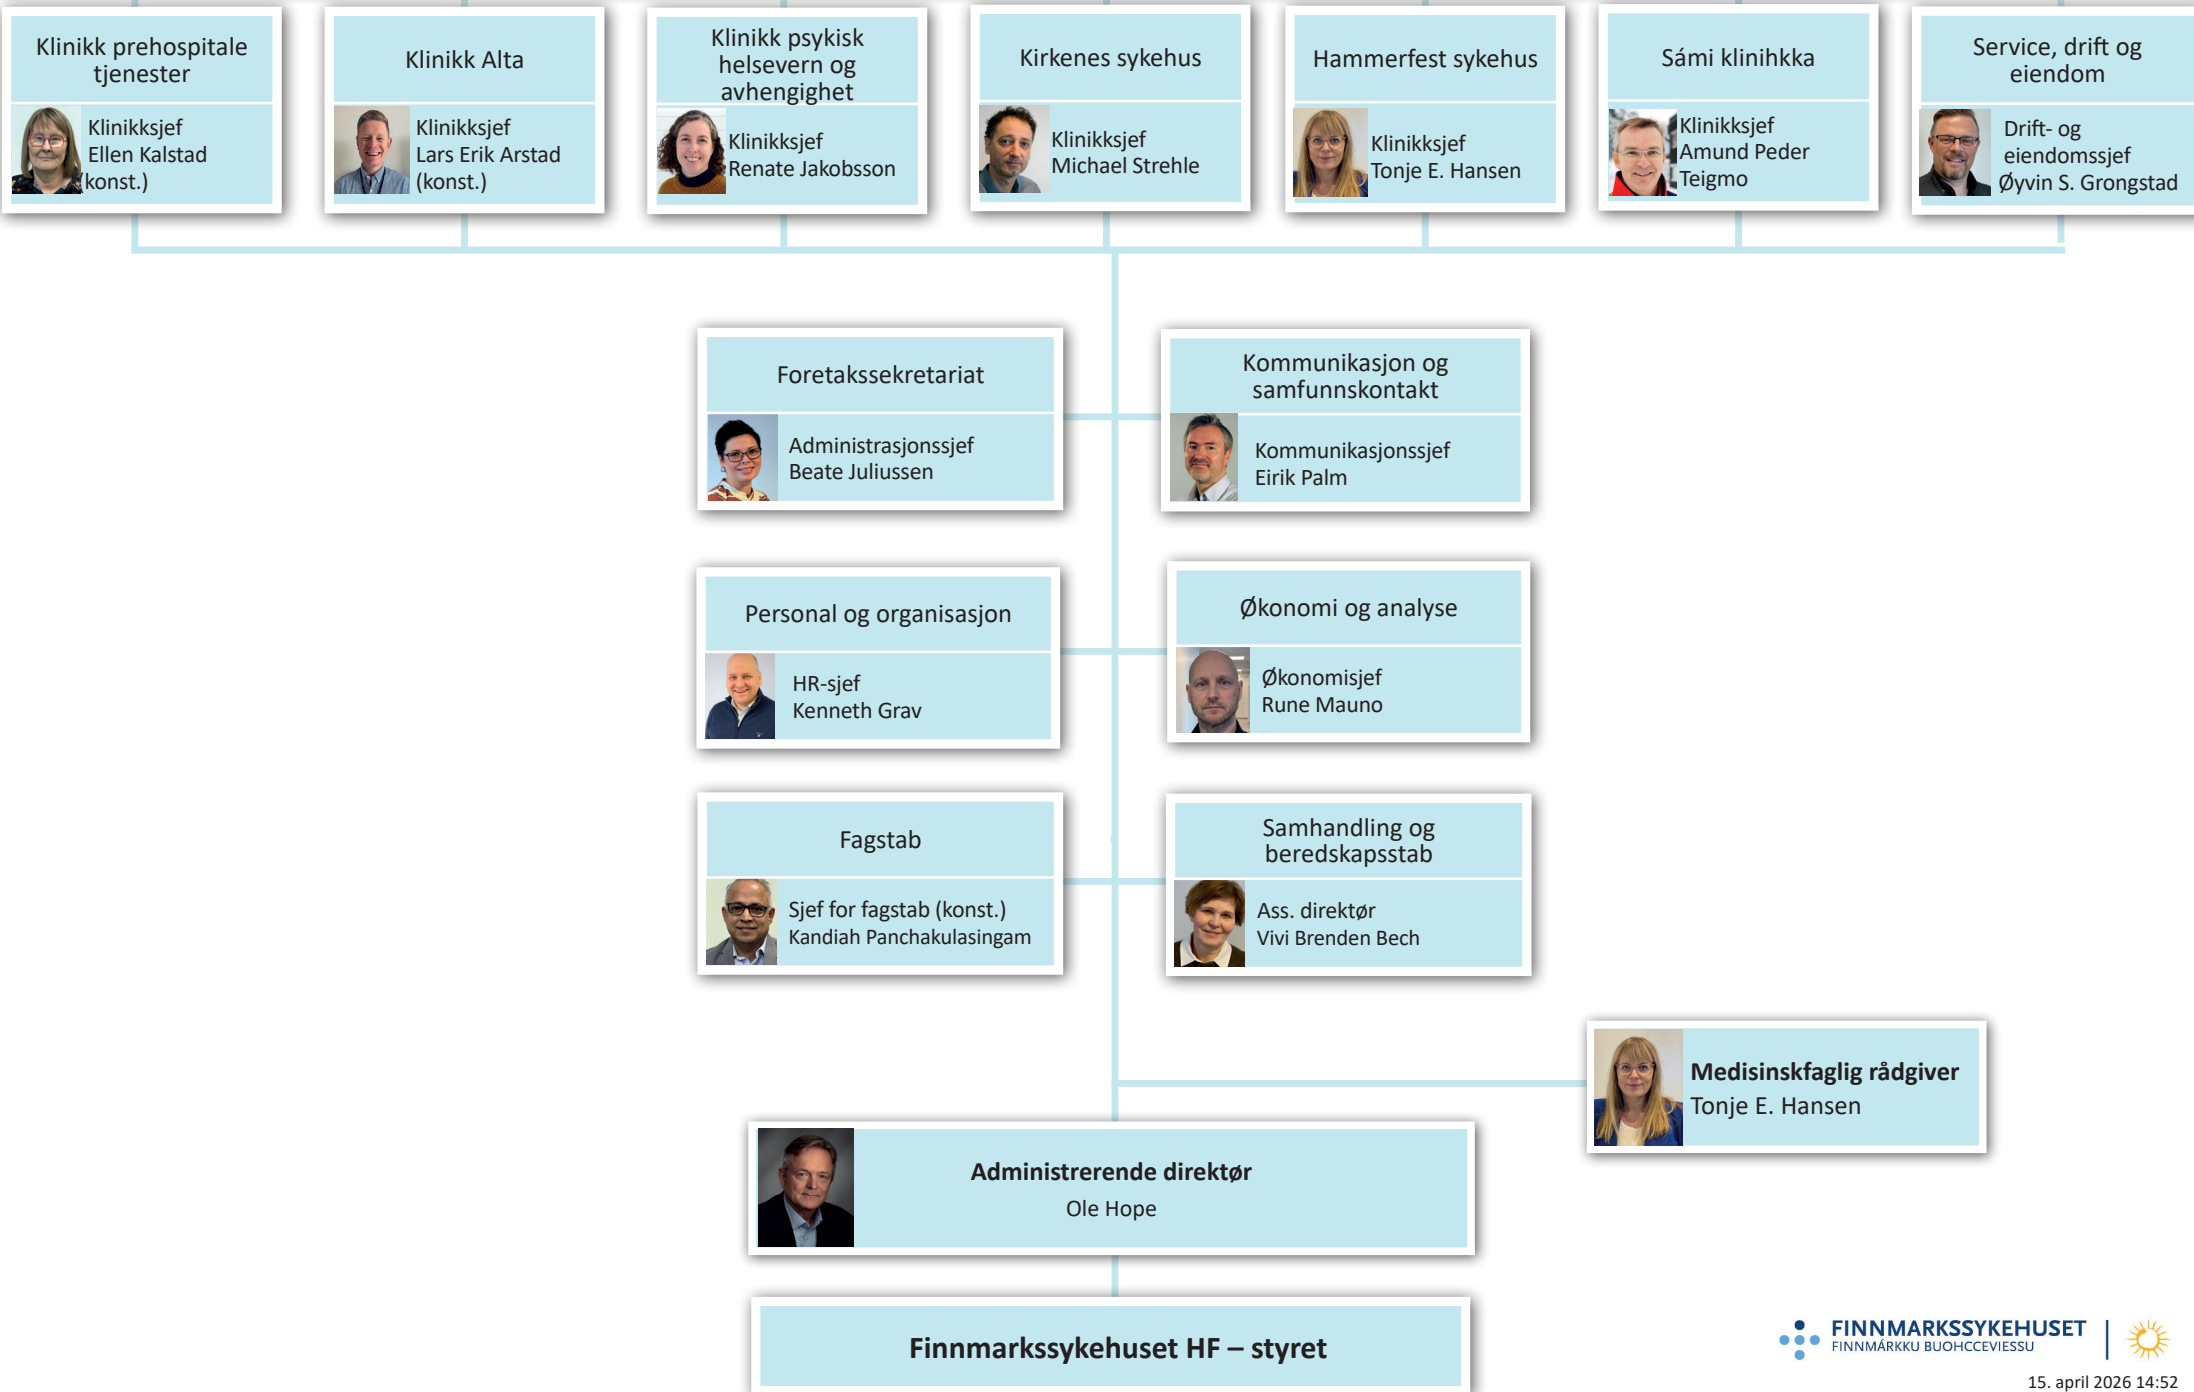 Klinikk prehospitale
tjenester
Klinikksjef
Ellen Kalstad
(konst.)
Klinikk Alta
Klinikksjef
Lars Erik Arstad
(konst.)
Klinikk psykisk
helsevern og
avhengighet
Klinikksjef
Renate Jakobsson
Kirkenes sykehus
Klinikksjef
Michael Strehle
Hammerfest sykehus
Klinikksjef
Tonje E. Hansen
Sámi klinihkka
Klinikksjef
Amund Peder
Teigmo
Service, drift og
eiendom
Drift- og
eiendomssjef
Øyvin S. Grongstad
Foretakssekretariat
Administrasjonssjef
Beate Juliussen
Kommunikasjon og
samfunnskontakt
Kommunikasjonssjef
Eirik Palm
Personal og organisasjon
HR-sjef
Kenneth Grav
Økonomi og analyse
Økonomisjef
Rune Mauno
Fagstab
Sjef for fagstab (konst.)
Kandiah Panchakulasingam
Samhandling og
beredskapsstab
Ass. direktør
Vivi Brenden Bech
Medisinskfaglig rådgiver
Tonje E. Hansen
Administrerende direktør
Ole Hope
Finnmarkssykehuset HF – styret
FINNMARKSSYKEHUSET
FINNMÁRKKU BUOHCCEVIESSU
15. april 2026 14:52